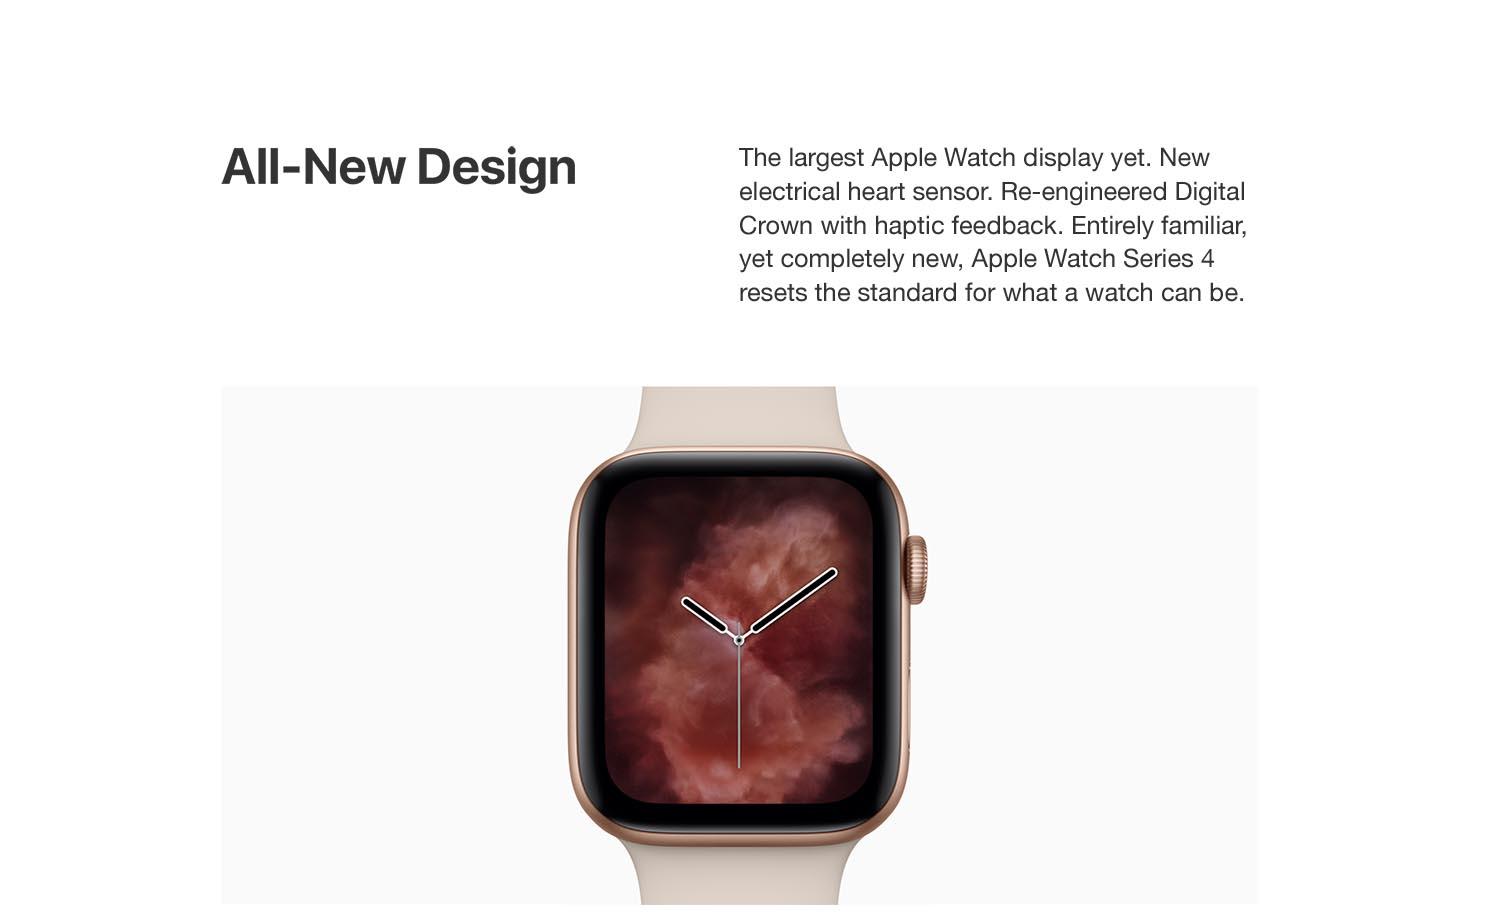 All-New Design
The largest Apple Watch display yet. New
electrical heart sensor. Re-engineered Digital
Crown with haptic feedback. Entirely familiar,
yet completely new, Apple Watch Series 4
resets the standard for what a watch can be.